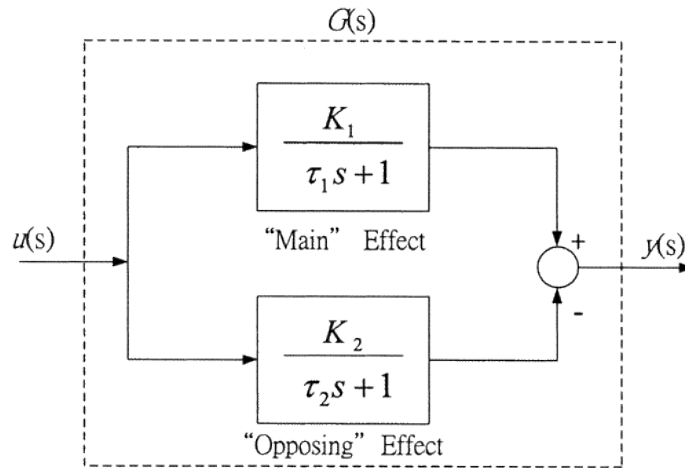 G(s)
K₁
τ₁s+1
“Main” Effect
u(s)
+
y(s)
-
K₂
τ₂s+1
“Opposing” Effect